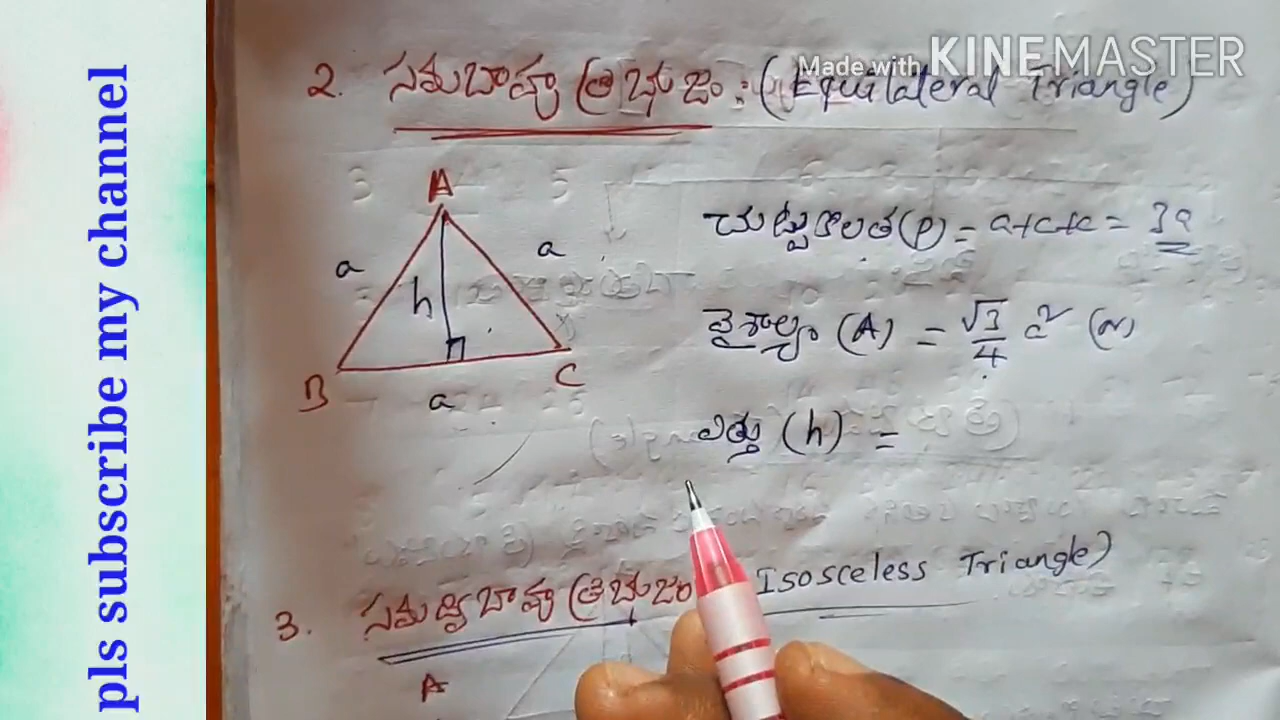 pls subscribe my channel
Made with KINEMASTER
2. సమబాహు త్రిభుజం : (Equilateral Triangle)
A
a
a
h
B
C
a
చుట్టుకొలత (P) = a+a+a = 3a
వైశాల్యం (A) = √3/4 a²
ఎత్తు (h) =
3. సమద్విబాహు త్రిభుజం Isosceless Triangle)
A